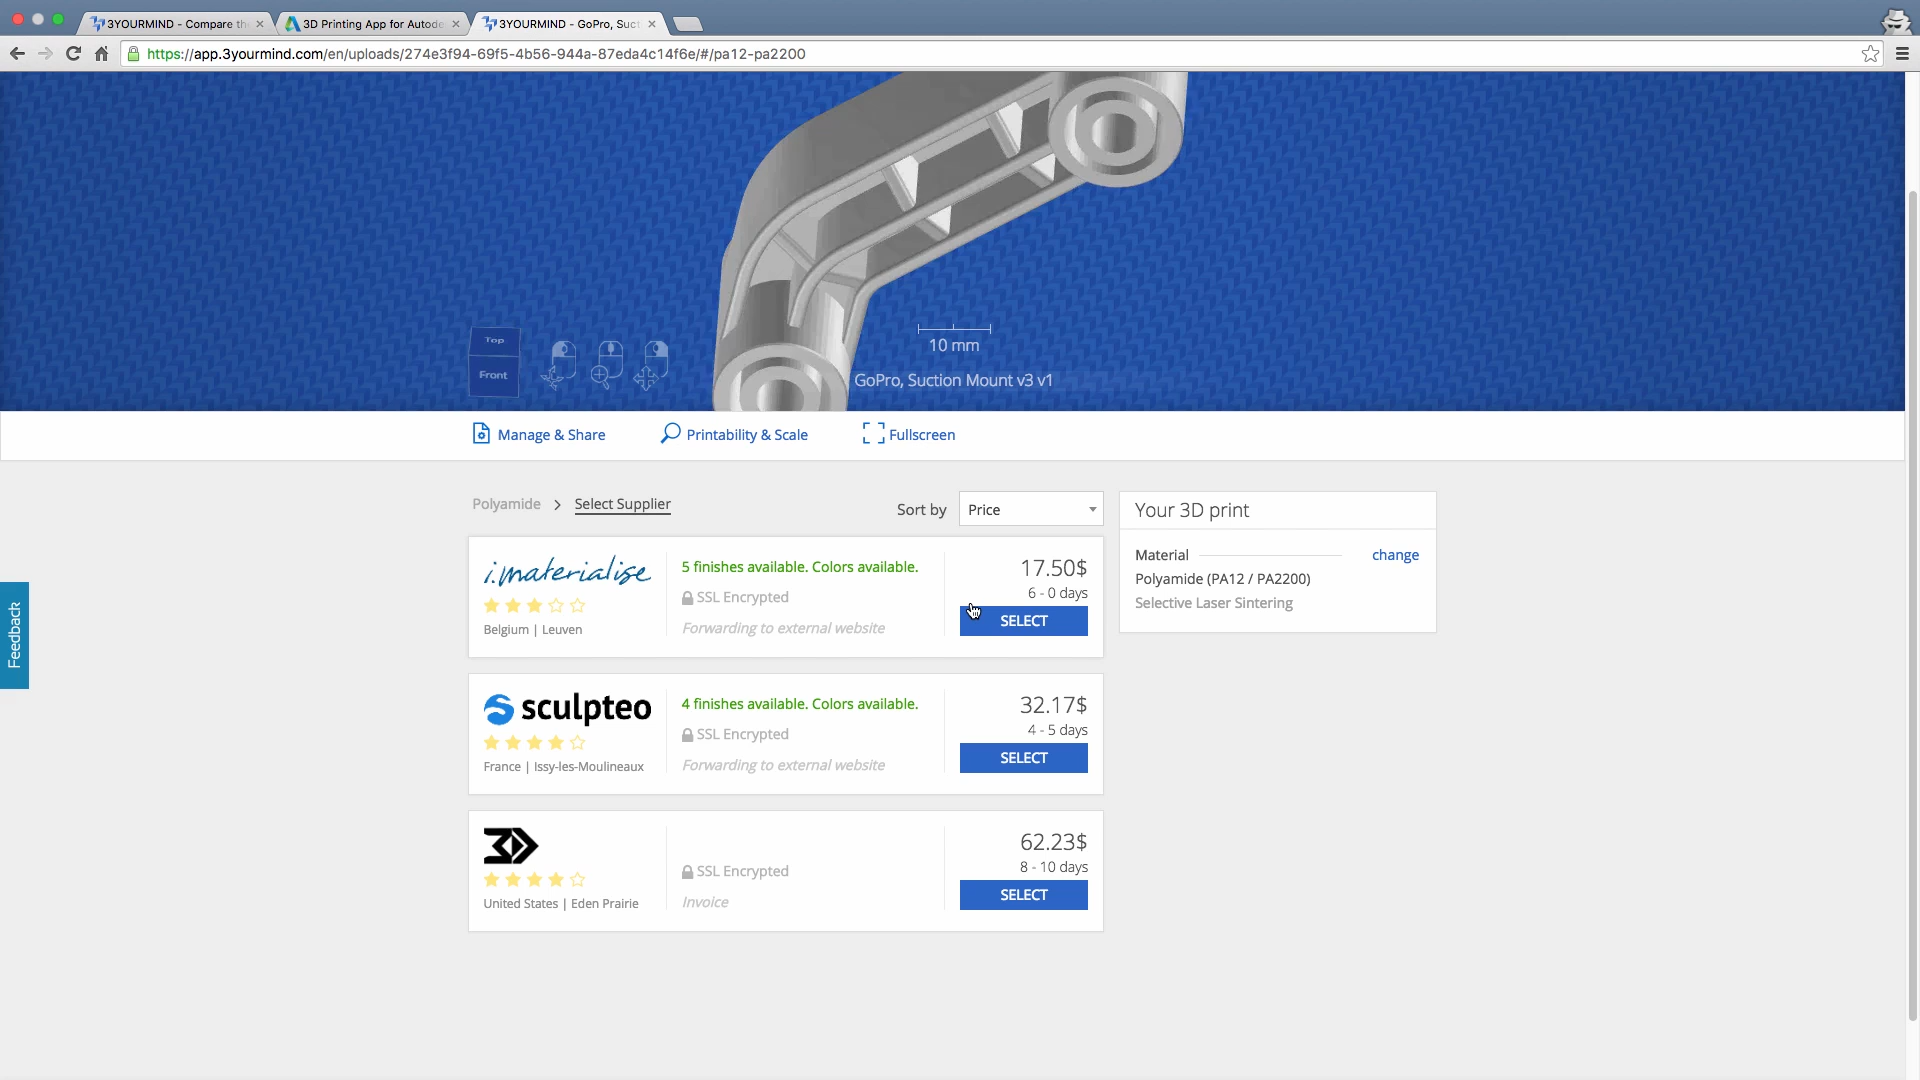 3YOURMIND - Compare th
3D Printing App for Autode
3YOURMIND - GoPro, Suct
https://app.3yourmind.com/en/uploads/274e3f94-69f5-4b56-944a-87eda4c14f6e/#/pa12-pa2200
Top
Front
10 mm
GoPro, Suction Mount v3 v1
Manage & Share
Printability & Scale
Fullscreen
Feedback
Polyamide > Select Supplier
Sort by
Price
i.materialise
Belgium | Leuven
5 finishes available. Colors available.
SSL Encrypted
Forwarding to external website
17.50$
6 - 0 days
SELECT
sculpteo
France | Issy-les-Moulineaux
4 finishes available. Colors available.
SSL Encrypted
Forwarding to external website
32.17$
4 - 5 days
SELECT
3D
United States | Eden Prairie
SSL Encrypted
Invoice
62.23$
8 - 10 days
SELECT
Your 3D print
Material
change
Polyamide (PA12 / PA2200)
Selective Laser Sintering